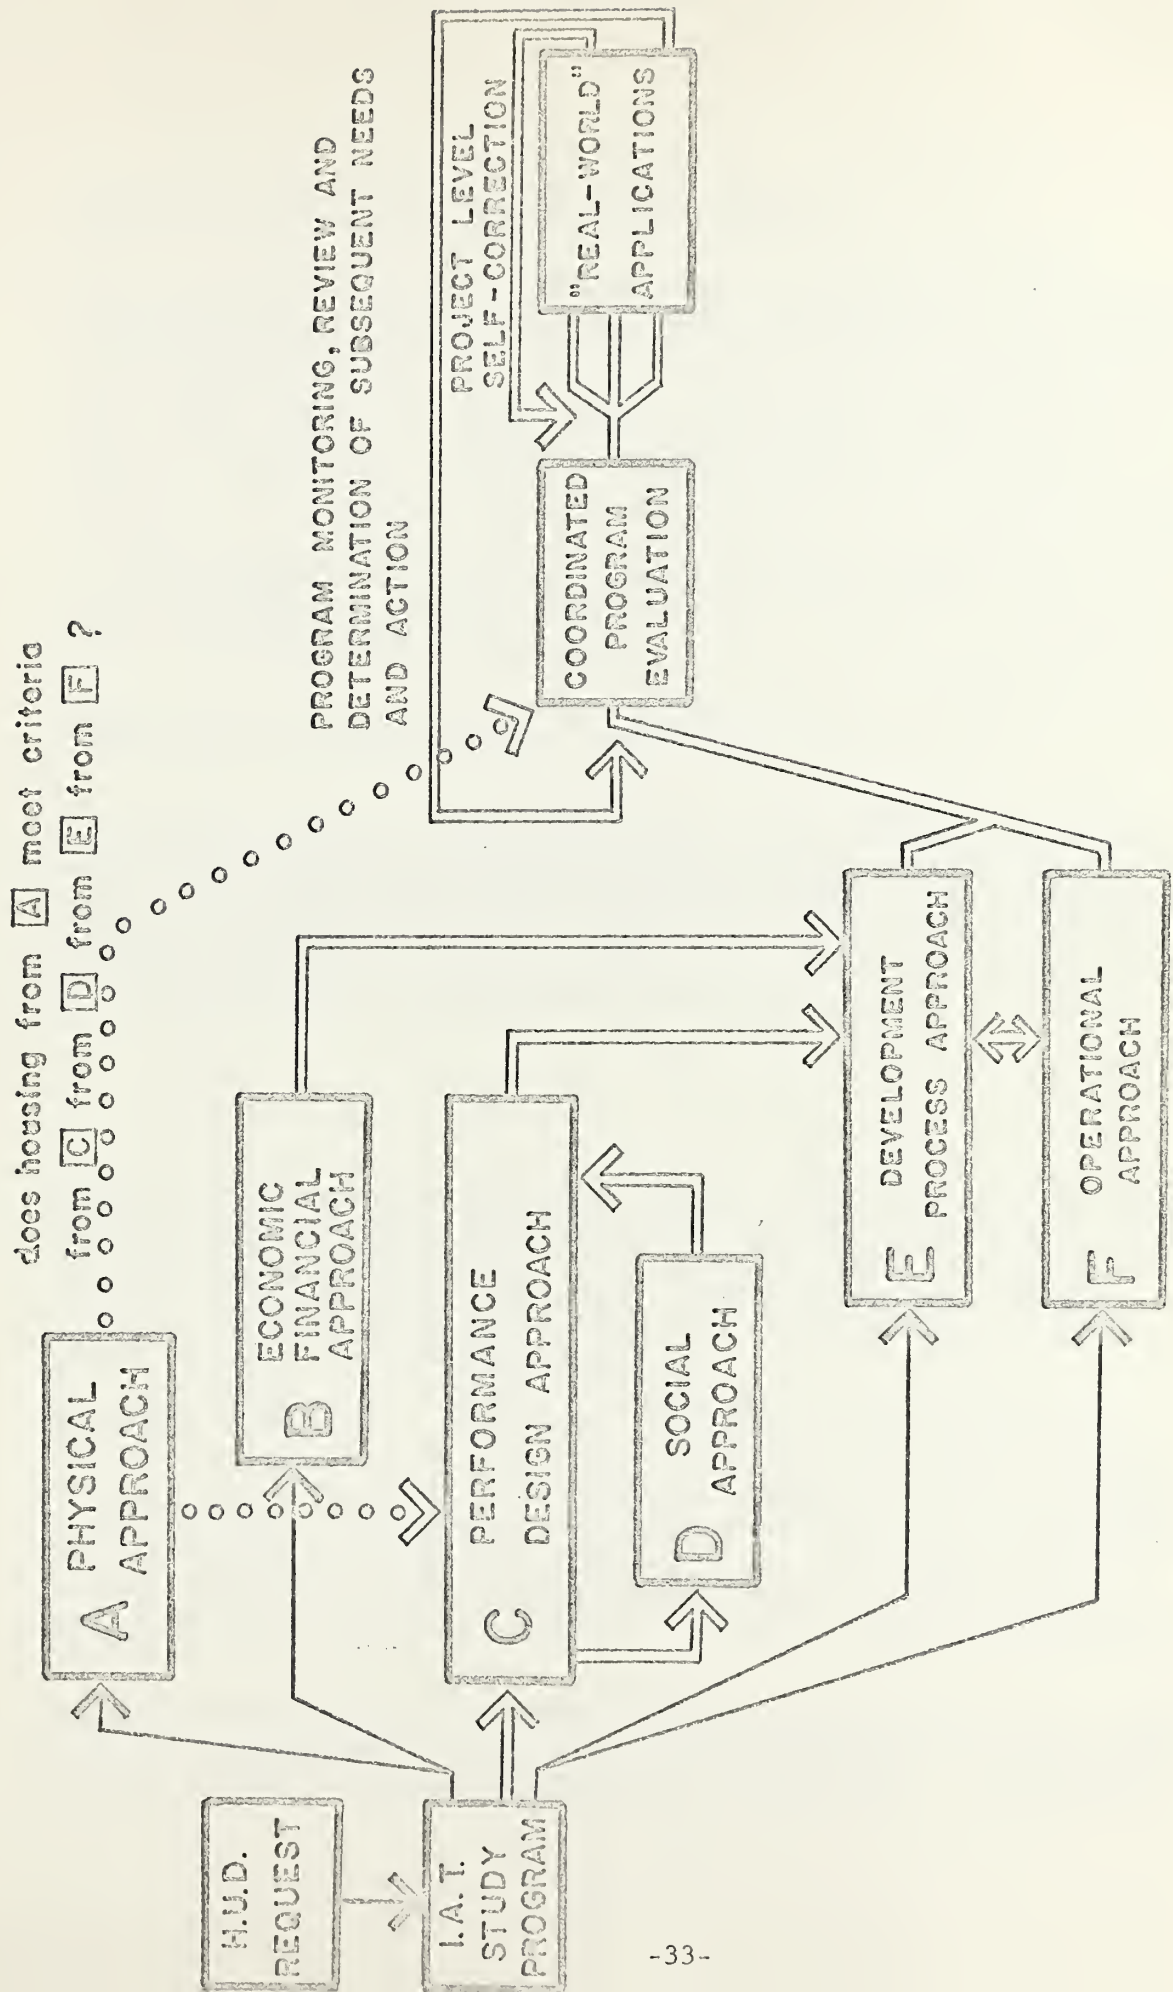 does housing from A meet criteria
from C from D from E from F ?
H.U.D.
REQUEST
I.A.T.
STUDY
PROGRAM
A PHYSICAL
APPROACH
B ECONOMIC
FINANCIAL
APPROACH
C PERFORMANCE
DESIGN APPROACH
D SOCIAL
APPROACH
E DEVELOPMENT
PROCESS APPROACH
F OPERATIONAL
APPROACH
PROGRAM MONITORING, REVIEW AND
DETERMINATION OF SUBSEQUENT NEEDS
AND ACTION
PROJECT LEVEL
SELF-CORRECTION
COORDINATED
PROGRAM
EVALUATION
"REAL-WORLD"
APPLICATIONS
-33-